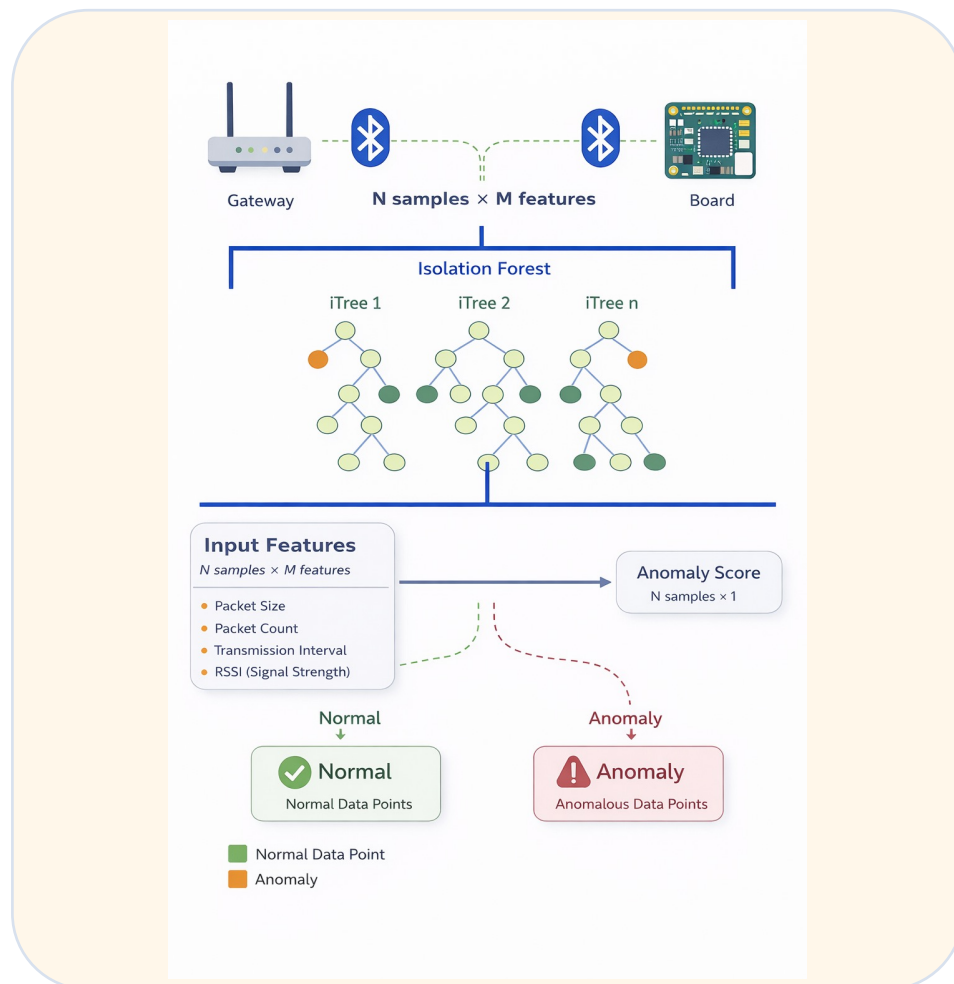 Gateway
N samples × M features
Board
Isolation Forest
iTree 1
iTree 2
iTree n
Input Features
N samples × M features
Packet Size
Packet Count
Transmission Interval
RSSI (Signal Strength)
Anomaly Score
N samples × 1
Normal
Anomaly
Normal
Normal Data Points
Anomaly
Anomalous Data Points
Normal Data Point
Anomaly